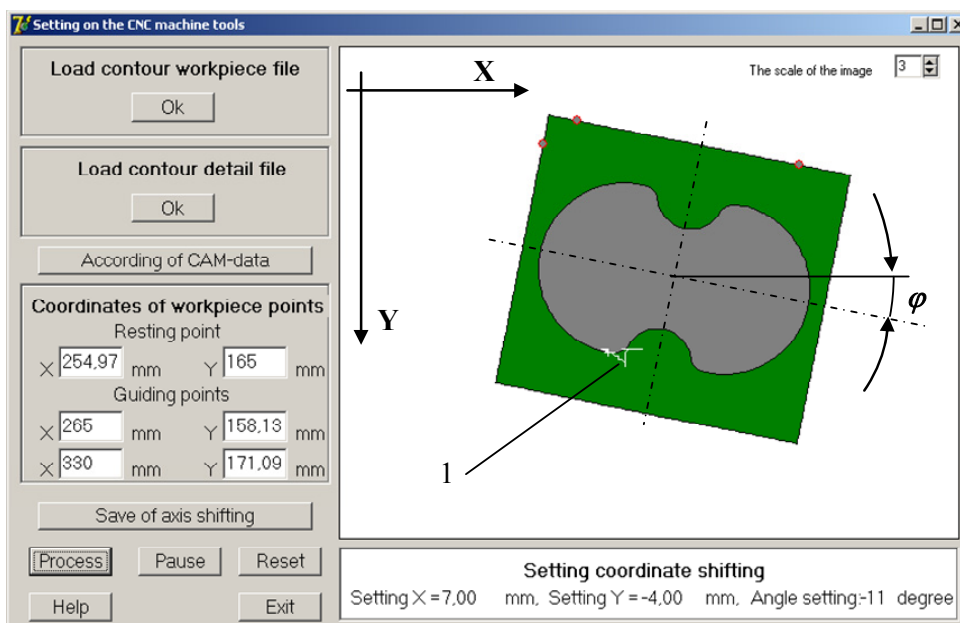 Setting on the CNC machine tools
Load contour workpiece file
Ok
Load contour detail file
Ok
According of CAM-data
Coordinates of workpiece points
Resting point
X 254,97 mm Y 165 mm
Guiding points
X 265 mm Y 158,13 mm
X 330 mm Y 171,09 mm
Save of axis shifting
Process Pause Reset
Help Exit
The scale of the image 3
X
Y
φ
1
Setting coordinate shifting
Setting X =7,00 mm, Setting Y =-4,00 mm, Angle setting:-11 degree